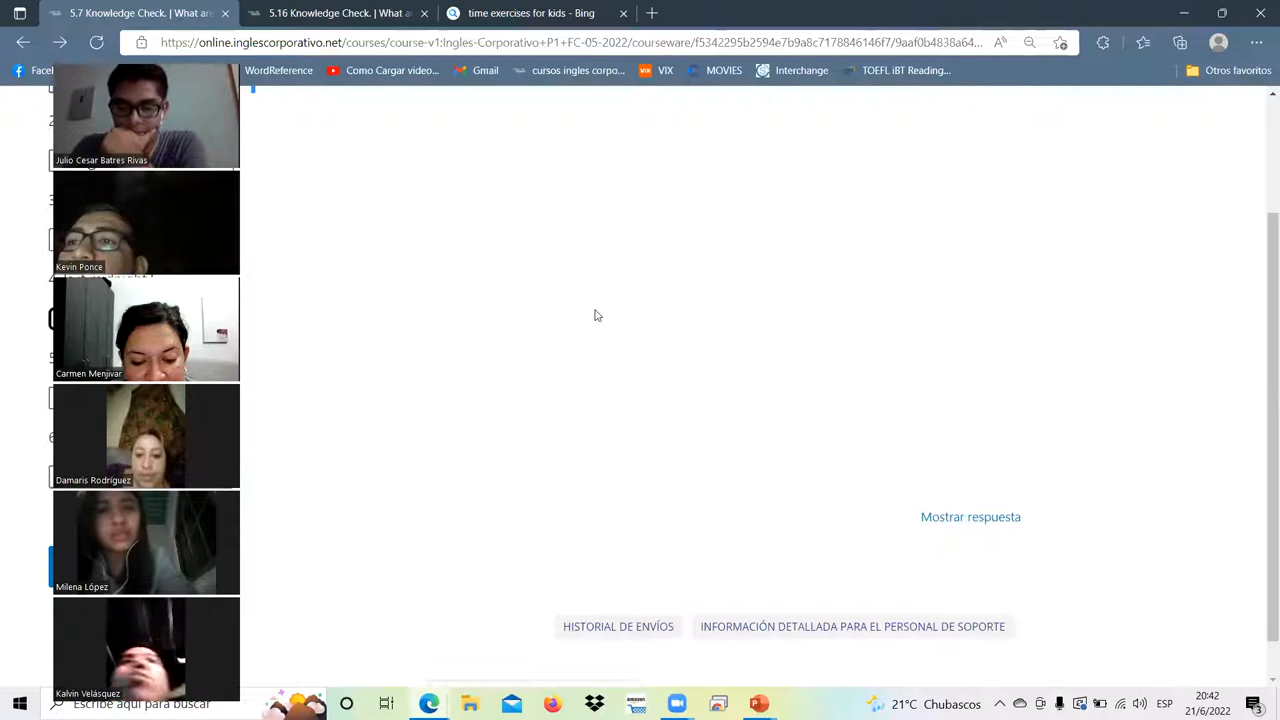 5.7 Knowledge Check. | What ar
5.16 Knowledge Check. | What a
time exercises for kids - Bing
https://online.inglescorporativo.net/courses/course-v1:Ingles-Corporativo+P1+FC-05-2022/courseware/f5342295b2594e7b9a8c7178846146f7/9aaf0b4838a64...
Faceb
WordReference
Como Cargar video...
Gmail
cursos ingles corpo...
VIX
MOVIES
Interchange
TOEFL iBT Reading...
Otros favoritos
Julio Cesar Batres Rivas
Kevin Ponce
Carmen Menjivar
Damaris Rodríguez
Milena López
Kalvin Velásquez
Mostrar respuesta
HISTORIAL DE ENVÍOS
INFORMACIÓN DETALLADA PARA EL PERSONAL DE SOPORTE
Escribe aquí para buscar
21°C Chubascos
ESP
20:42
21/6/2022
3